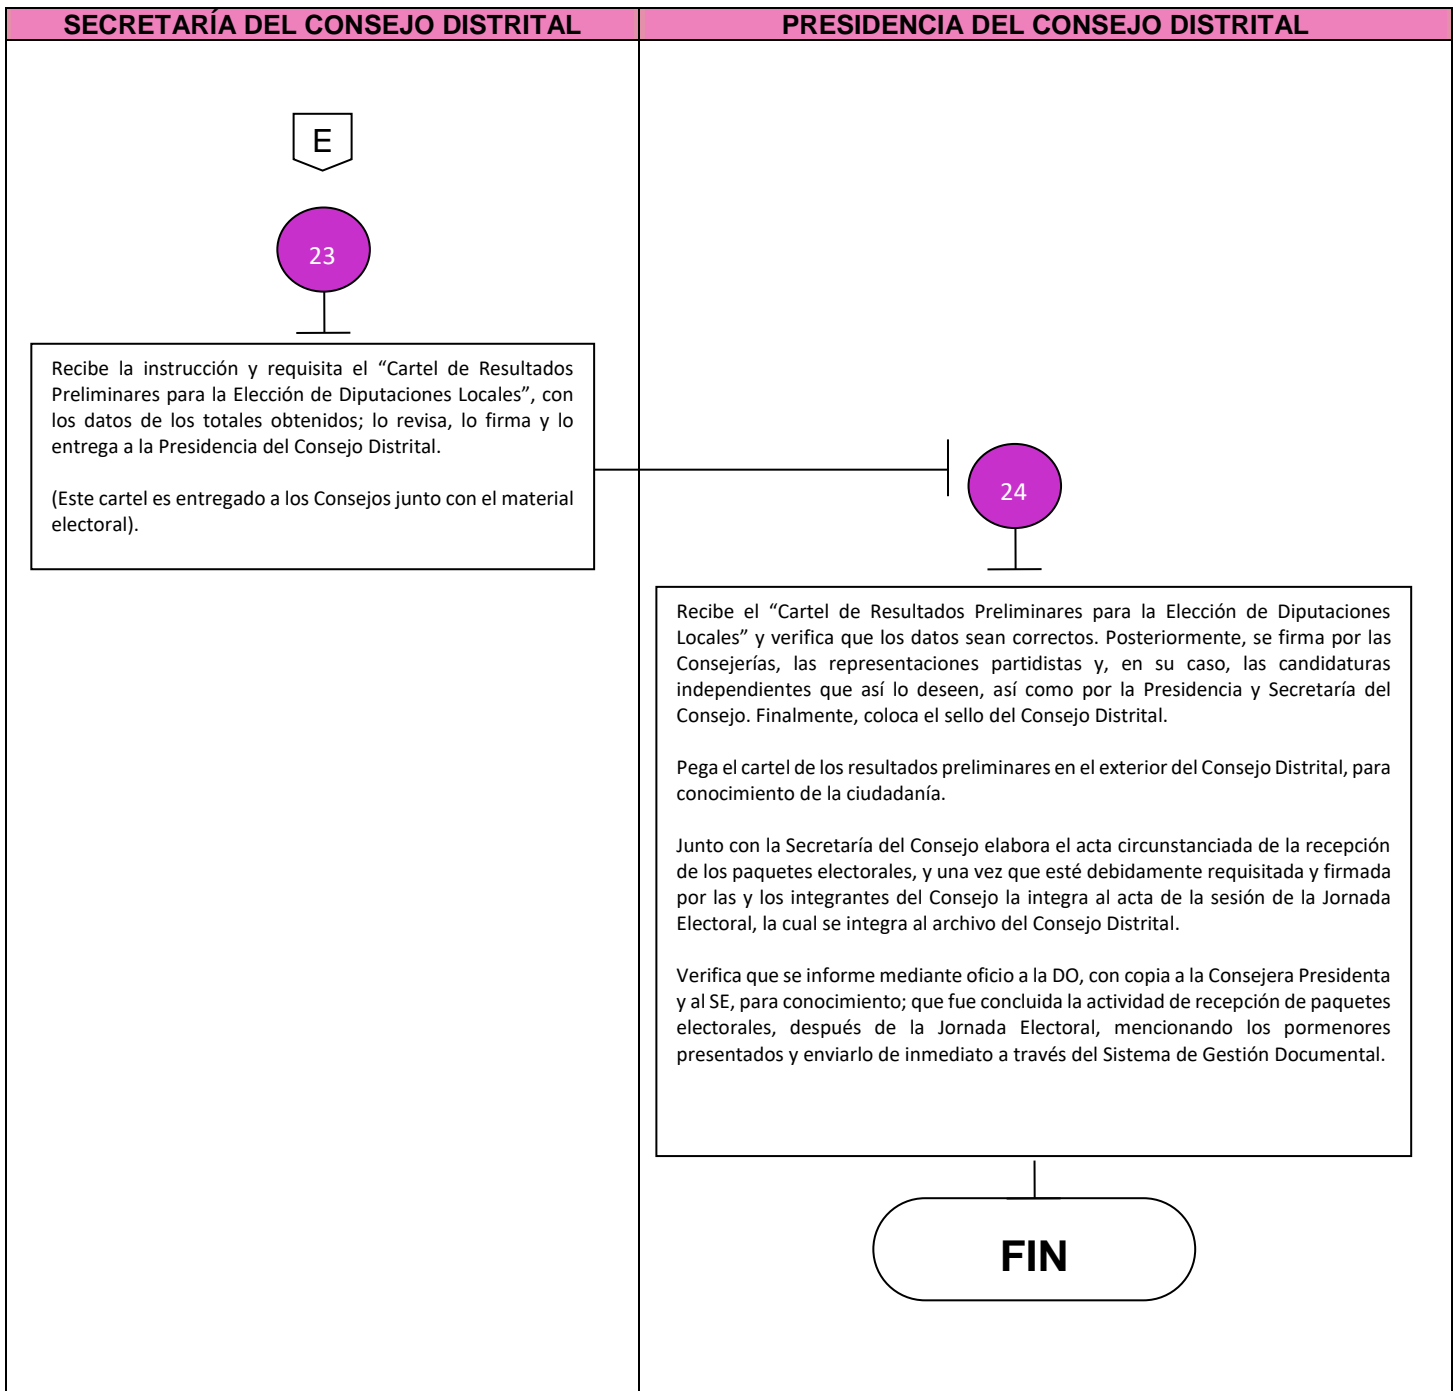 SECRETARÍA DEL CONSEJO DISTRITAL
PRESIDENCIA DEL CONSEJO DISTRITAL
E
23
Recibe la instrucción y requisita el “Cartel de Resultados
Preliminares para la Elección de Diputaciones Locales”, con
los datos de los totales obtenidos; lo revisa, lo firma y lo
entrega a la Presidencia del Consejo Distrital.
(Este cartel es entregado a los Consejos junto con el material
electoral).
24
Recibe el “Cartel de Resultados Preliminares para la Elección de Diputaciones
Locales” y verifica que los datos sean correctos. Posteriormente, se firma por las
Consejerías, las representaciones partidistas y, en su caso, las candidaturas
independientes que así lo deseen, así como por la Presidencia y Secretaría del
Consejo. Finalmente, coloca el sello del Consejo Distrital.
Pega el cartel de los resultados preliminares en el exterior del Consejo Distrital, para
conocimiento de la ciudadanía.
Junto con la Secretaría del Consejo elabora el acta circunstanciada de la recepción
de los paquetes electorales, y una vez que esté debidamente requisitada y firmada
por las y los integrantes del Consejo la integra al acta de la sesión de la Jornada
Electoral, la cual se integra al archivo del Consejo Distrital.
Verifica que se informe mediante oficio a la DO, con copia a la Consejera Presidenta
y al SE, para conocimiento; que fue concluida la actividad de recepción de paquetes
electorales, después de la Jornada Electoral, mencionando los pormenores
presentados y enviarlo de inmediato a través del Sistema de Gestión Documental.
FIN